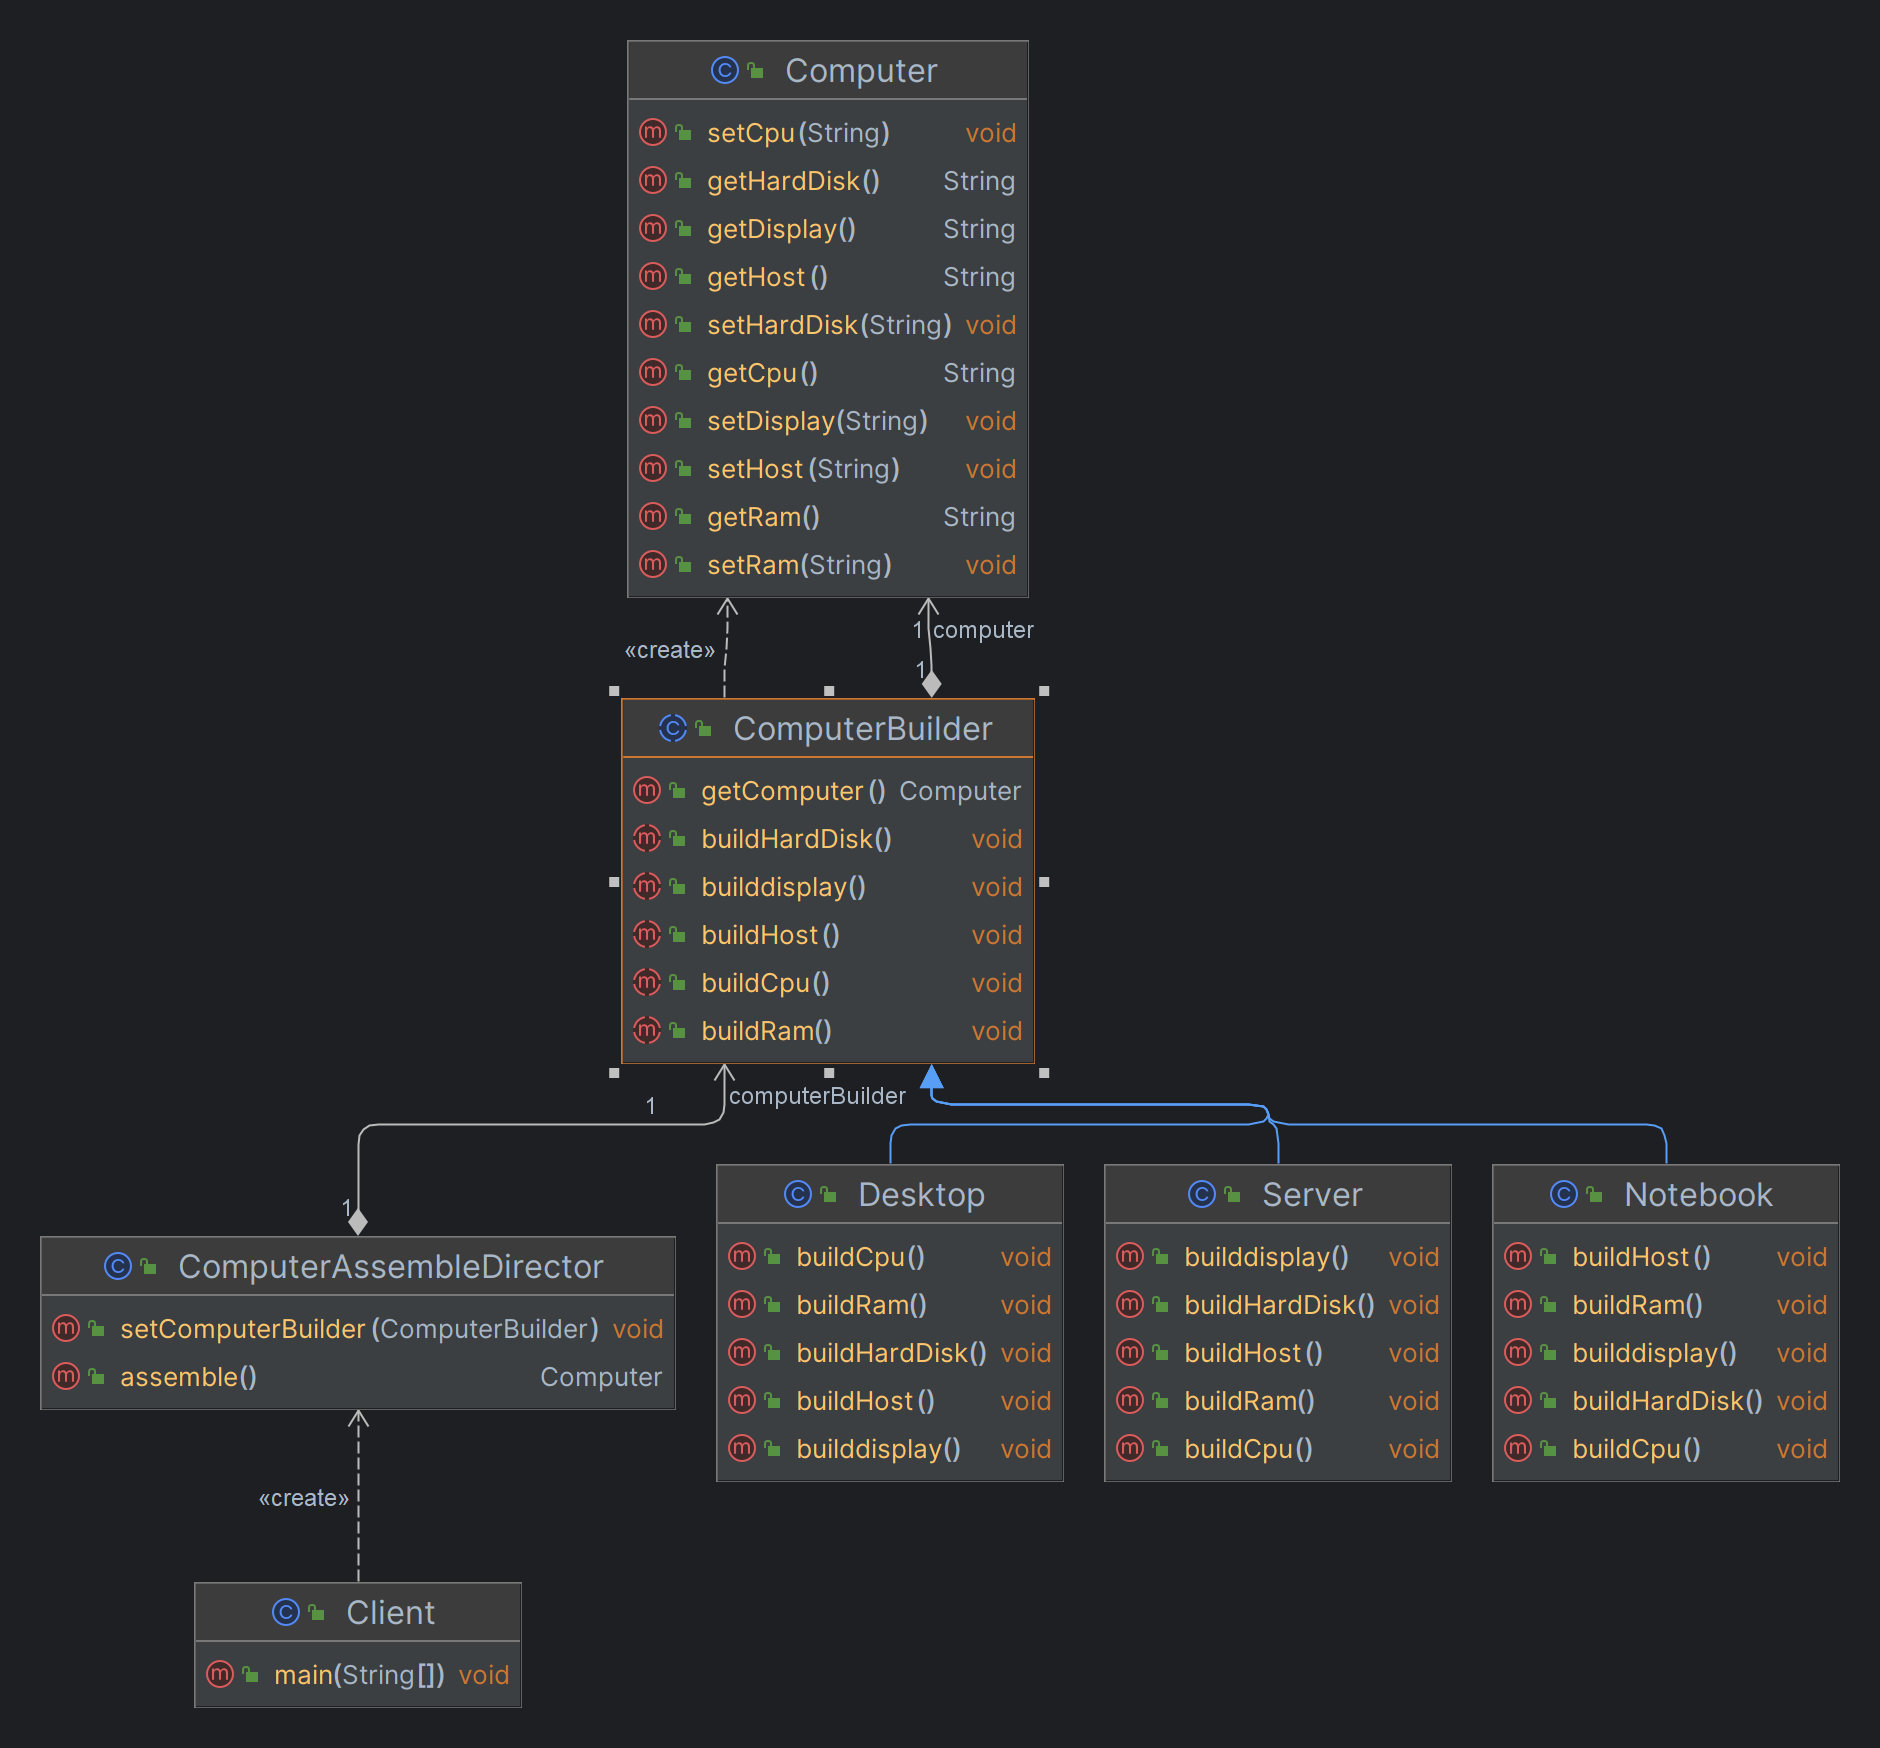 Computer
setCpu(String) void
getHardDisk() String
getDisplay() String
getHost() String
setHardDisk(String) void
getCpu() String
setDisplay(String) void
setHost(String) void
getRam() String
setRam(String) void
1 computer
«create»
1
ComputerBuilder
getComputer() Computer
buildHardDisk() void
builddisplay() void
buildHost() void
buildCpu() void
buildRam() void
1 computerBuilder
1
ComputerAssembleDirector
setComputerBuilder(ComputerBuilder) void
assemble() Computer
Desktop
buildCpu() void
buildRam() void
buildHardDisk() void
buildHost() void
builddisplay() void
Server
builddisplay() void
buildHardDisk() void
buildHost() void
buildRam() void
buildCpu() void
Notebook
buildHost() void
buildRam() void
builddisplay() void
buildHardDisk() void
buildCpu() void
«create»
Client
main(String[]) void